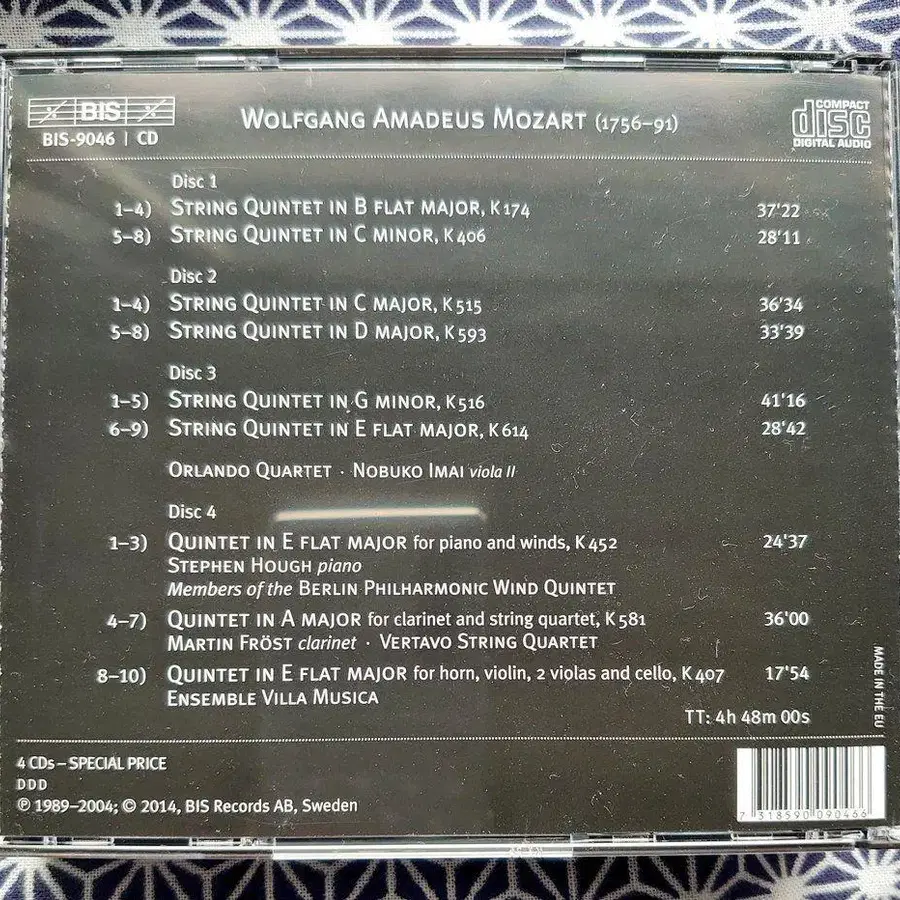 BIS
BIS-9046 | CD
WOLFGANG AMADEUS MOZART (1756–91)
COMPACT
disc
DIGITAL AUDIO
Disc 1
1–4) STRING QUINTET IN B FLAT MAJOR, K 174 37'22
5–8) STRING QUINTET IN C MINOR, K 406 28'11
Disc 2
1–4) STRING QUINTET IN C MAJOR, K 515 36'34
5–8) STRING QUINTET IN D MAJOR, K 593 33'39
Disc 3
1–5) STRING QUINTET IN G MINOR, K 516 41'16
6–9) STRING QUINTET IN E FLAT MAJOR, K 614 28'42
ORLANDO QUARTET · NOBUKO IMAI viola II
Disc 4
1–3) QUINTET IN E FLAT MAJOR for piano and winds, K 452 24'37
STEPHEN HOUGH piano
Members of the BERLIN PHILHARMONIC WIND QUINTET
4–7) QUINTET IN A MAJOR for clarinet and string quartet, K 581 36'00
MARTIN FRÖST clarinet · VERTAVO STRING QUARTET
8–10) QUINTET IN E FLAT MAJOR for horn, violin, 2 violas and cello, K 407 17'54
ENSEMBLE VILLA MUSICA
TT: 4h 48m 00s
MADE IN THE EU
4 CDs – SPECIAL PRICE
DDD
℗ 1989–2004; © 2014, BIS Records AB, Sweden
7 318590 090466